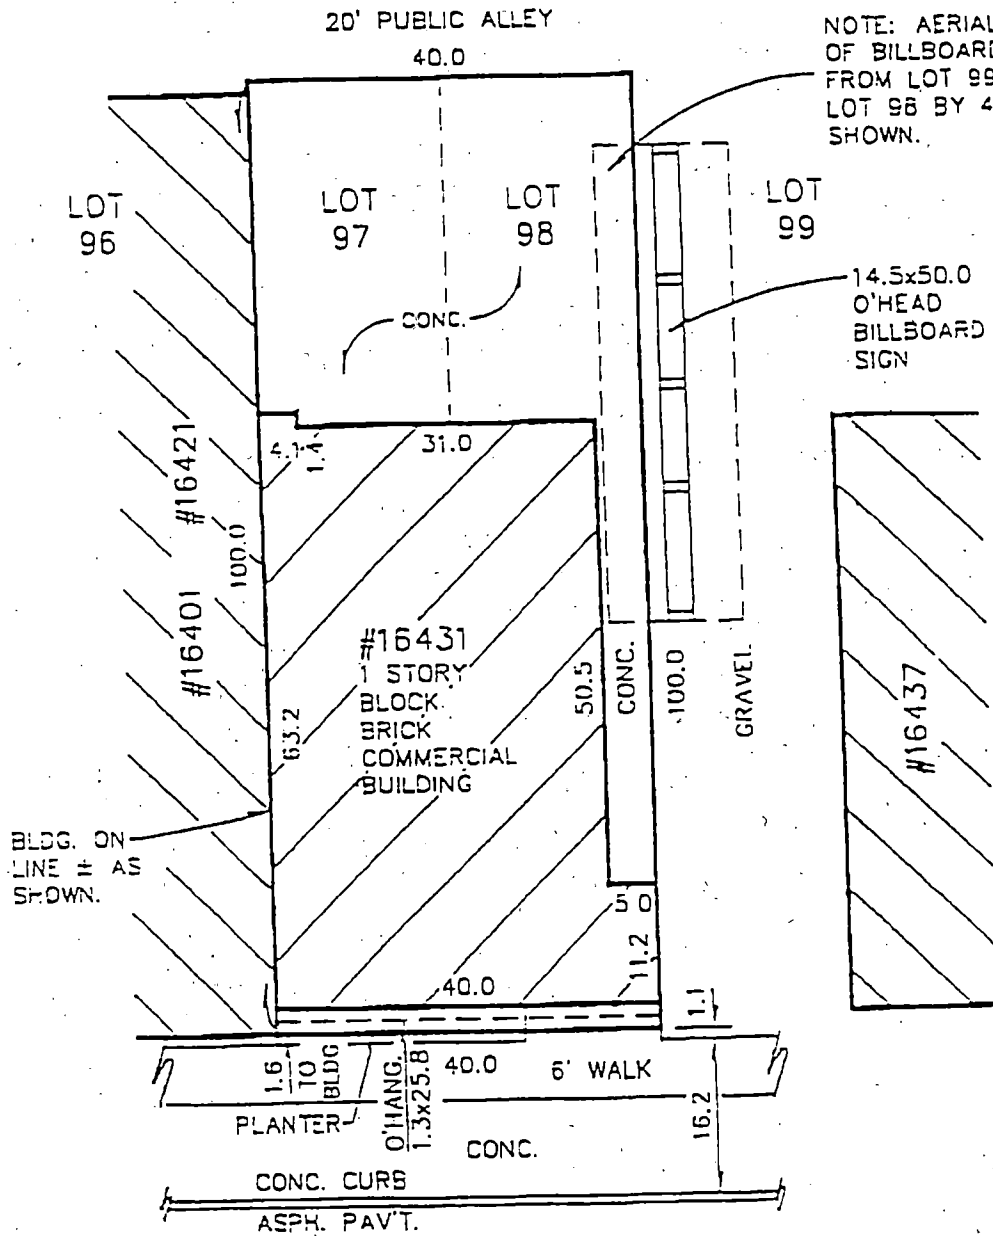 20' PUBLIC ALLEY
40.0
NOTE: AERIAL
OF BILLBOARD
FROM LOT 99
LOT 98 BY 4
SHOWN.
LOT
96
LOT
97
LOT
98
LOT
99
CONC.
14.5x50.0
O'HEAD
BILLBOARD
SIGN
4.1
1.4
31.0
#16421
100.0
#16401
#16431
1 STORY
BLOCK
BRICK
COMMERCIAL
BUILDING
63.2
50.5
CONC.
100.0
GRAVEL
#16437
BLDG. ON
LINE ± AS
SHOWN.
5.0
11.2
40.0
1.1
1.6
TO
BLDG
O'HANG.
1.3x25.8
40.0
6' WALK
PLANTER
16.2
CONC.
CONC. CURB
ASPH. PAV'T.